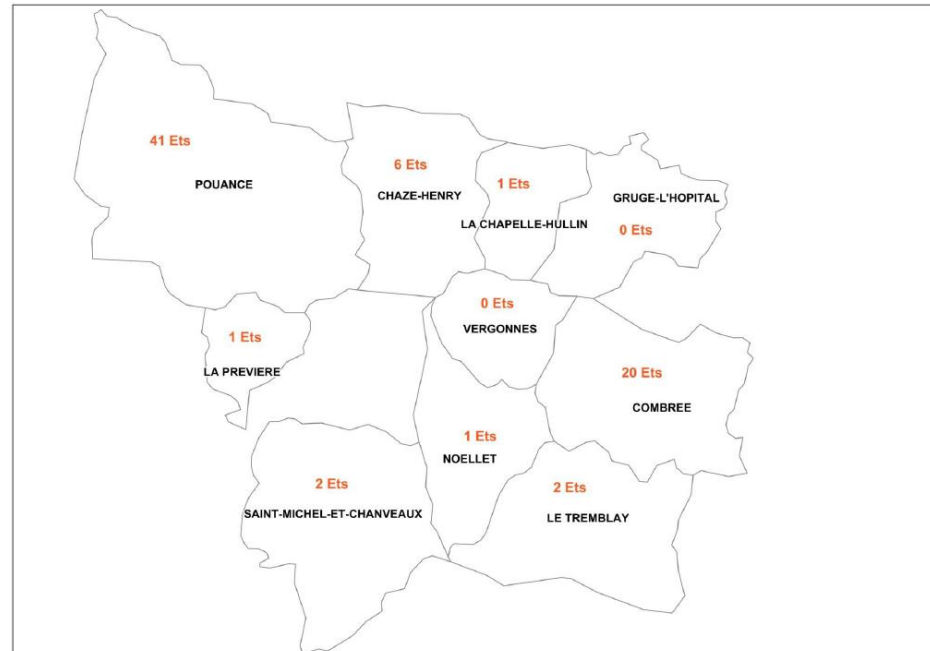 41 Ets
POUANCE
6 Ets
CHAZE-HENRY
1 Ets
LA CHAPELLE-HULLIN
GRUGE-L'HOPITAL
0 Ets
0 Ets
VERGONNES
1 Ets
LA PREVIERE
20 Ets
COMBREE
1 Ets
NOELLET
2 Ets
SAINT-MICHEL-ET-CHANVEAUX
2 Ets
LE TREMBLAY